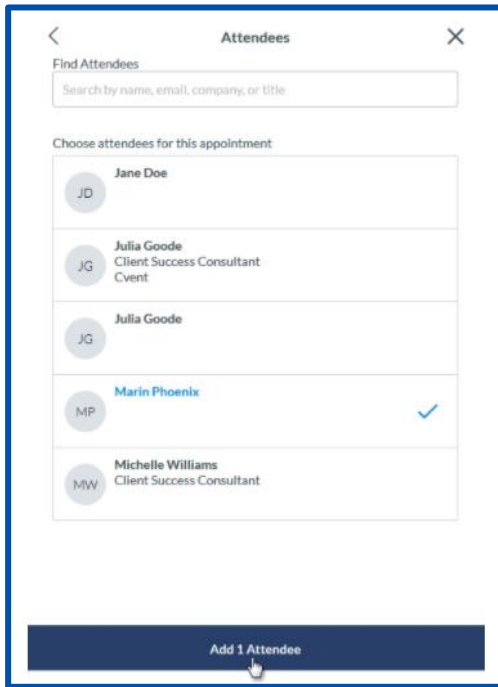 Attendees
Find Attendees
Search by name, email, company, or title
Choose attendees for this appointment
JD
Jane Doe
JG
Julia Goode
Client Success Consultant
Cvent
JG
Julia Goode
MP
Marin Phoenix
MW
Michelle Williams
Client Success Consultant
Add 1 Attendee